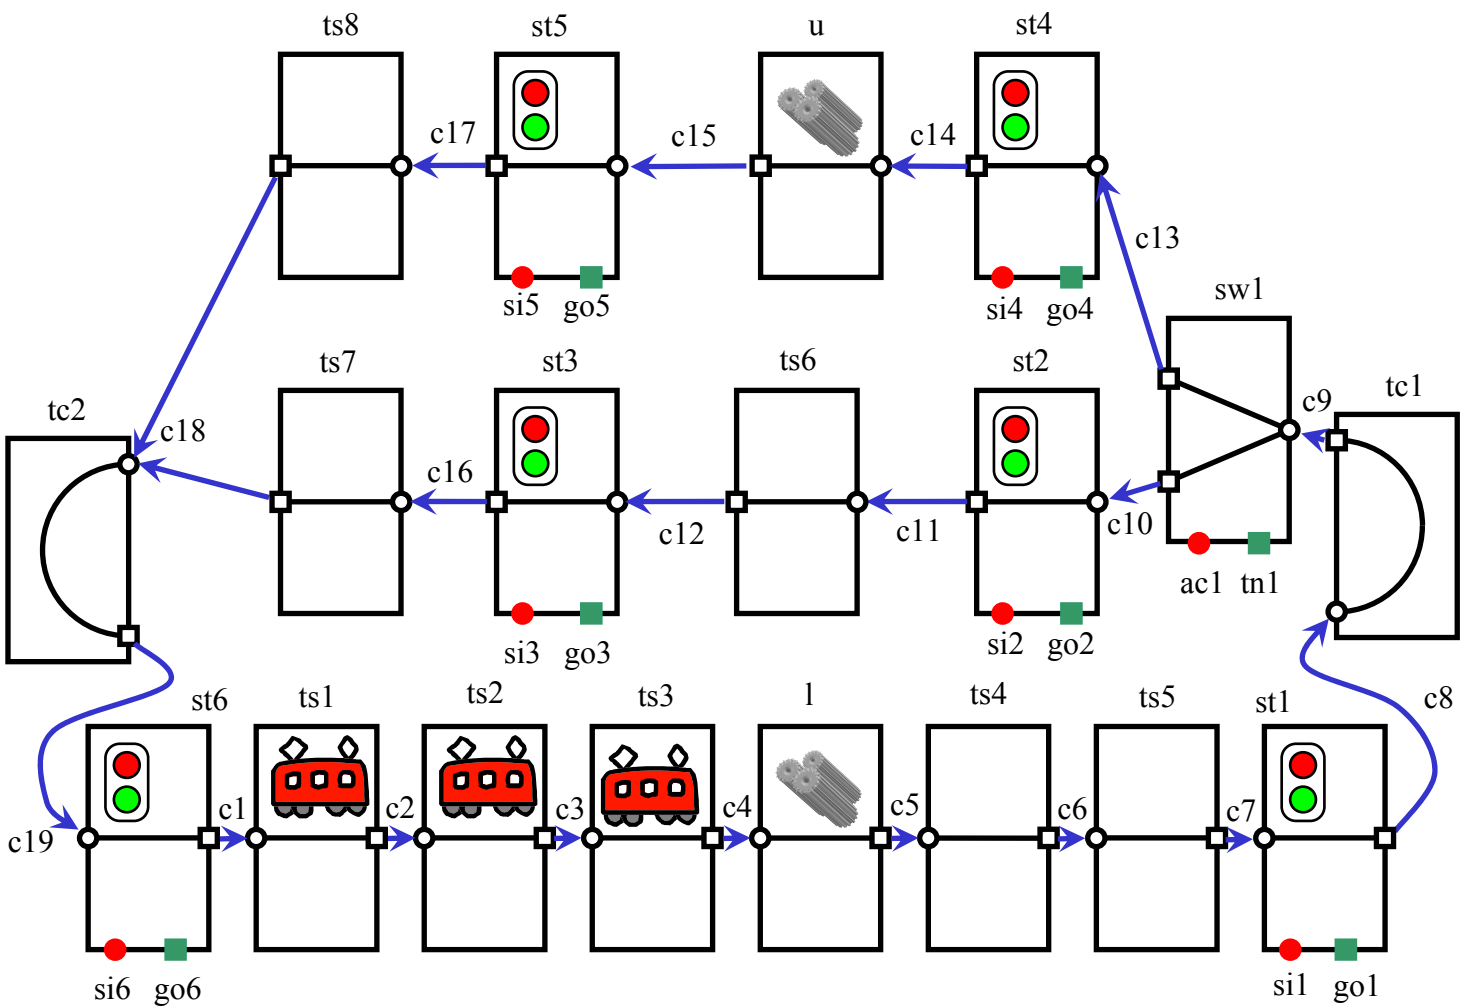 ts8 st5 u st4
c17 c15 c14
c13
si5 go5 si4 go4
sw1
ts7 st3 ts6 st2
tc2 c9 tc1
c18 c16 c12 c11 c10
ac1 tn1
si3 go3 si2 go2
st6 ts1 ts2 ts3 l ts4 ts5 st1 c8
c19 c1 c2 c3 c4 c5 c6 c7
si6 go6 si1 go1